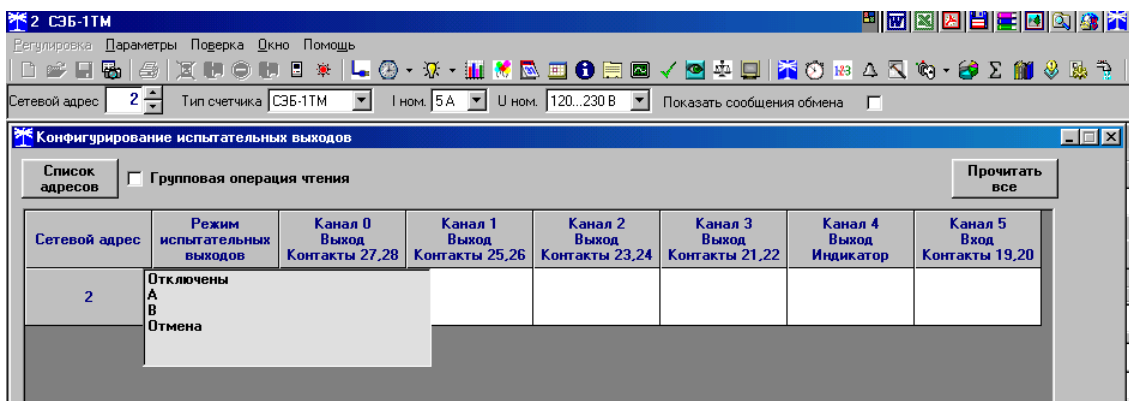 2 СЭБ-1ТМ
Регулировка Параметры Поверка Окно Помощь
Сетевой адрес 2 Тип счетчика СЭБ-1ТМ I ном. 5 А U ном. 120...230 В Показать сообщения обмена
Конфигурирование испытательных выходов
Список адресов
Групповая операция чтения
Прочитать все
Сетевой адрес
Режим испытательных выходов
Канал 0 Выход Контакты 27,28
Канал 1 Выход Контакты 25,26
Канал 2 Выход Контакты 23,24
Канал 3 Выход Контакты 21,22
Канал 4 Выход Индикатор
Канал 5 Вход Контакты 19,20
2
Отключены
А
В
Отмена